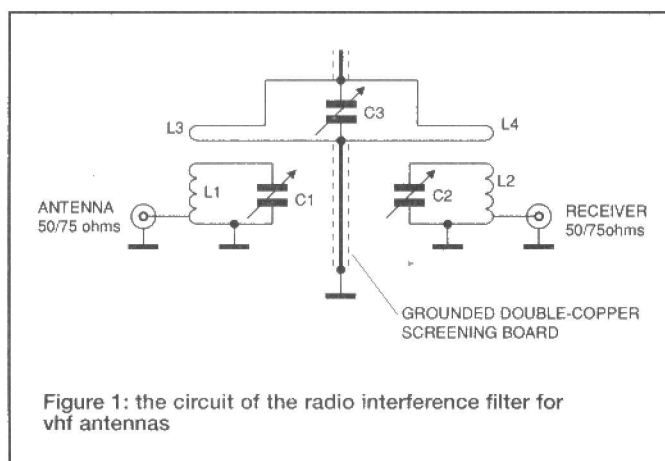 L3
C3
L4
L1
C1
C2
L2
ANTENNA
50/75 ohms
RECEIVER
50/75ohms
GROUNDED DOUBLE-COPPER
SCREENING BOARD
Figure 1: the circuit of the radio interference filter for
vhf antennas